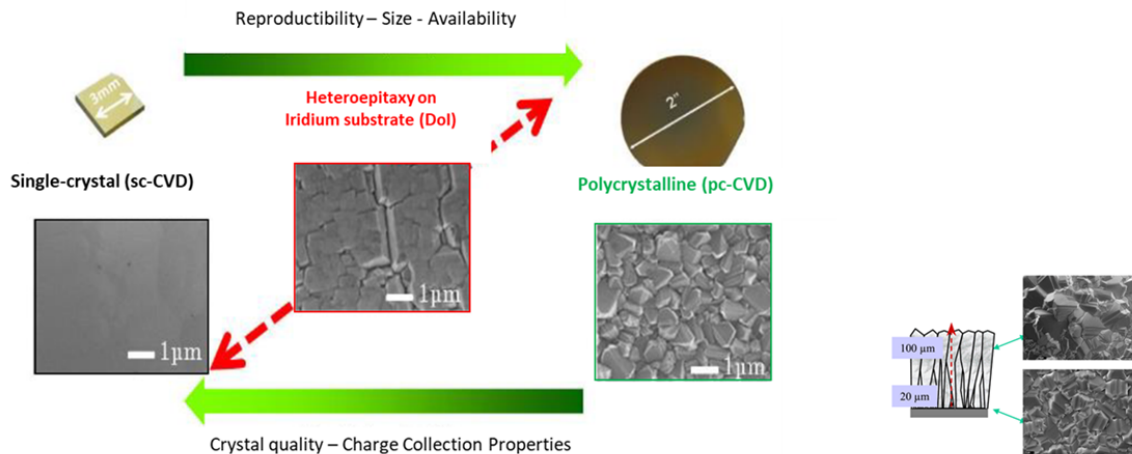 Reproductibility – Size - Availability
3mm
Heteroepitaxy on
Iridium substrate (DoI)
2"
Single-crystal (sc-CVD)
Polycrystalline (pc-CVD)
1µm
1µm
1µm
100 µm
20 µm
Crystal quality – Charge Collection Properties